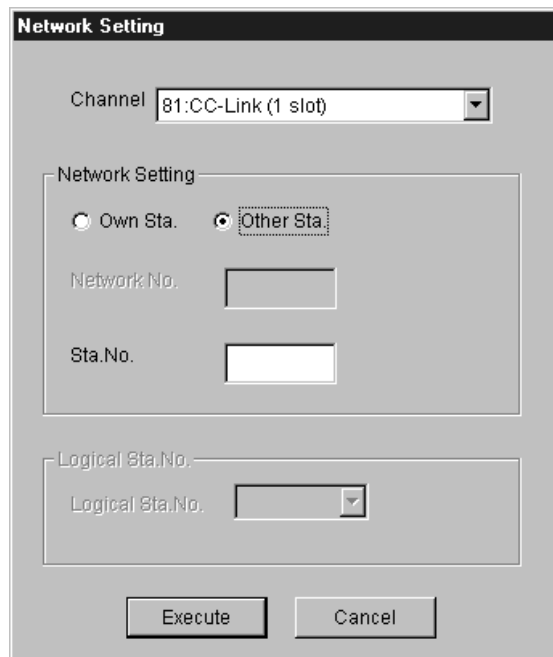 Network Setting
Channel 81:CC-Link (1 slot)
Network Setting
Own Sta. Other Sta.
Network No.
Sta.No.
Logical Sta.No.
Logical Sta.No.
Execute Cancel